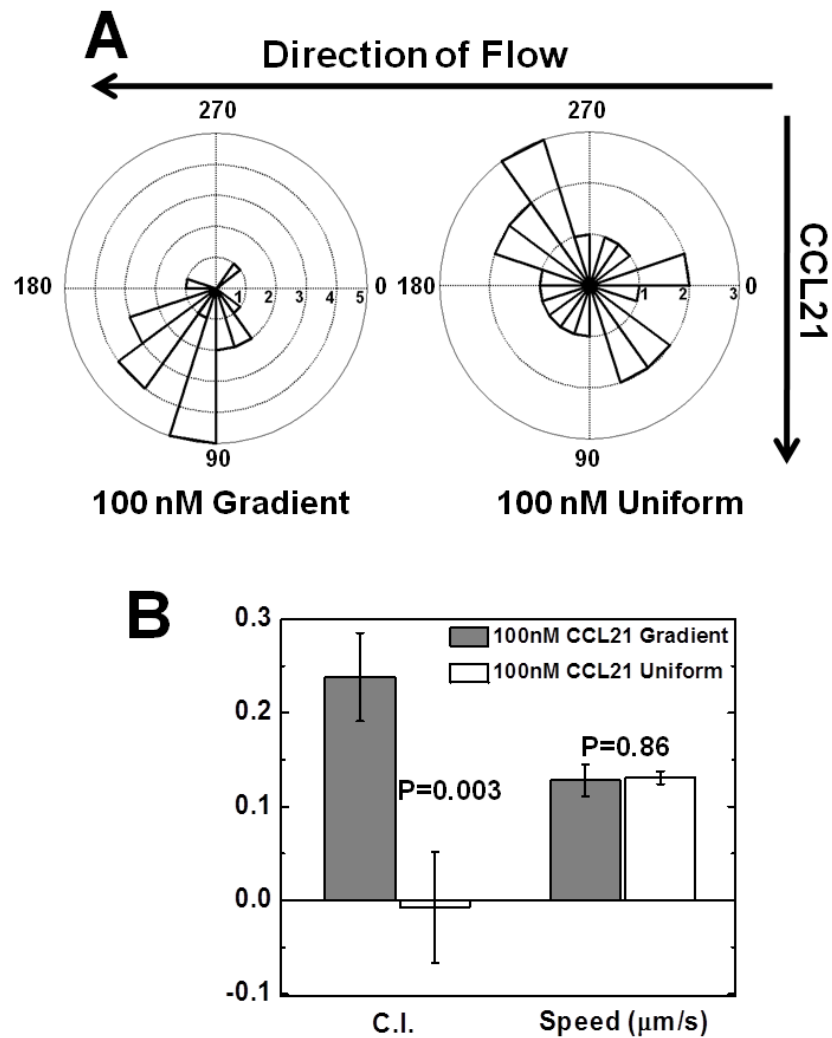 A
Direction of Flow
270
180
0
1
2
3
4
5
90
100 nM Gradient
270
180
0
1
2
3
90
100 nM Uniform
CCL21
B
0.3
0.2
0.1
0.0
-0.1
100nM CCL21 Gradient
100nM CCL21 Uniform
P=0.003
P=0.86
C.I.
Speed (μm/s)